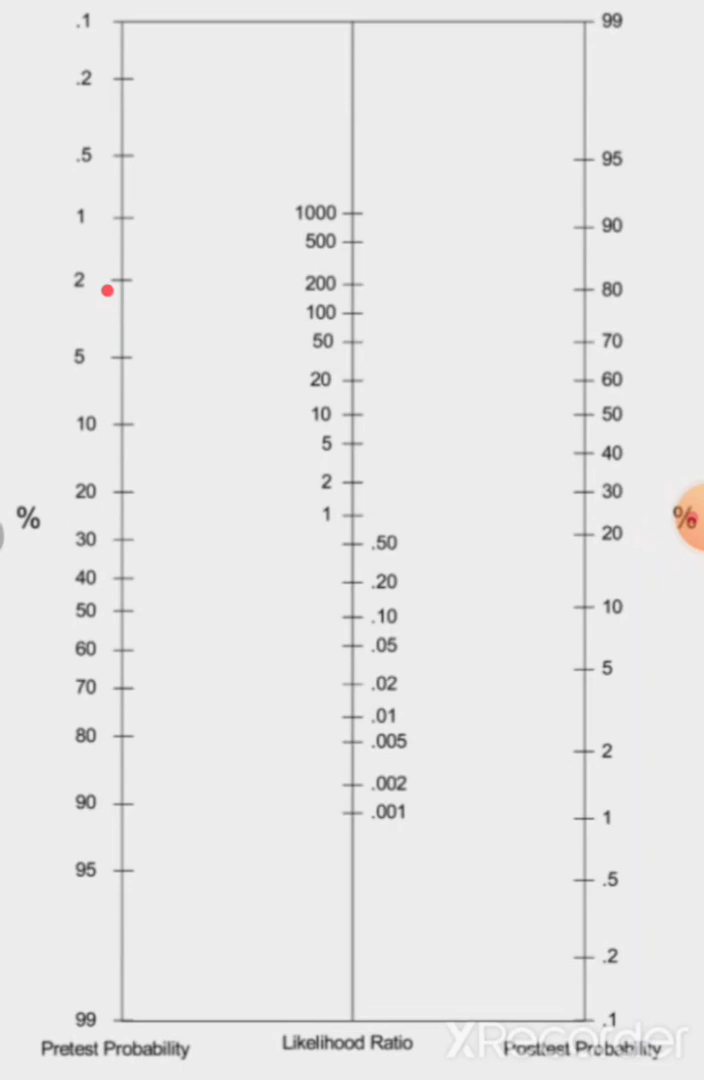 .1 99
.2
.5 95
1 1000 90
500
2 200 80
100
50 70
5 20 60
10 10 50
5 40
20 2 30
% 1 %
30 .50 20
40 .20
50 .10 10
60 .05 5
70 .02
.01
80 .005 2
90 .002 1
.001
95 .5
.2
99 .1
Pretest Probability Likelihood Ratio Posttest Probability
XRecorder